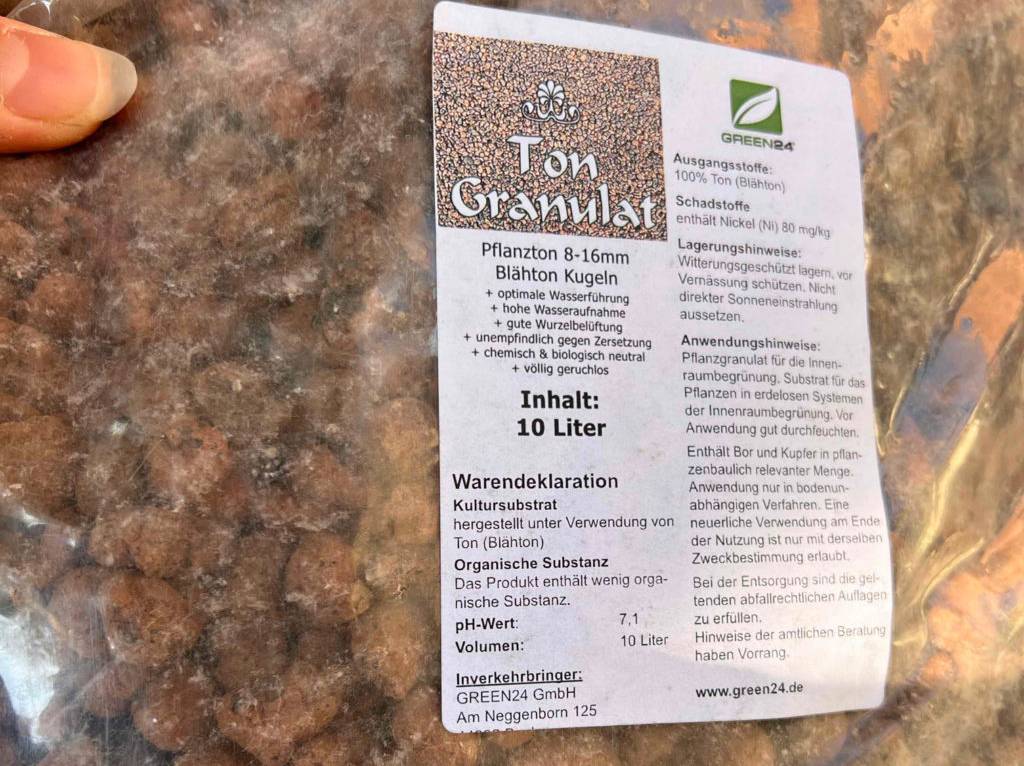 Ton
Granulat
Pflanzton 8-16mm
Blähton Kugeln
+ optimale Wasserführung
+ hohe Wasseraufnahme
+ gute Wurzelbelüftung
+ unempfindlich gegen Zersetzung
+ chemisch & biologisch neutral
+ völlig geruchlos
Inhalt:
10 Liter
Warendeklaration
Kultursubstrat
hergestellt unter Verwendung von
Ton (Blähton)
Organische Substanz
Das Produkt enthält wenig orga-
nische Substanz.
pH-Wert: 7,1
Volumen: 10 Liter
Inverkehrbringer:
GREEN24 GmbH
Am Neggenborn 125
GREEN24
Ausgangsstoffe:
100% Ton (Blähton)
Schadstoffe
enthält Nickel (Ni) 80 mg/kg
Lagerungshinweise:
Witterungsgeschützt lagern, vor
Vernässung schützen. Nicht
direkter Sonneneinstrahlung
aussetzen.
Anwendungshinweise:
Pflanzgranulat für die Innen-
raumbegrünung. Substrat für das
Pflanzen in erdelosen Systemen
der Innenraumbegrünung. Vor
Anwendung gut durchfeuchten.
Enthält Bor und Kupfer in pflan-
zenbaulich relevanter Menge.
Anwendung nur in bodenun-
abhängigen Verfahren. Eine
neuerliche Verwendung am Ende
der Nutzung ist nur mit derselben
Zweckbestimmung erlaubt.
Bei der Entsorgung sind die gel-
tenden abfallrechtlichen Auflagen
zu erfüllen.
Hinweise der amtlichen Beratung
haben Vorrang.
www.green24.de